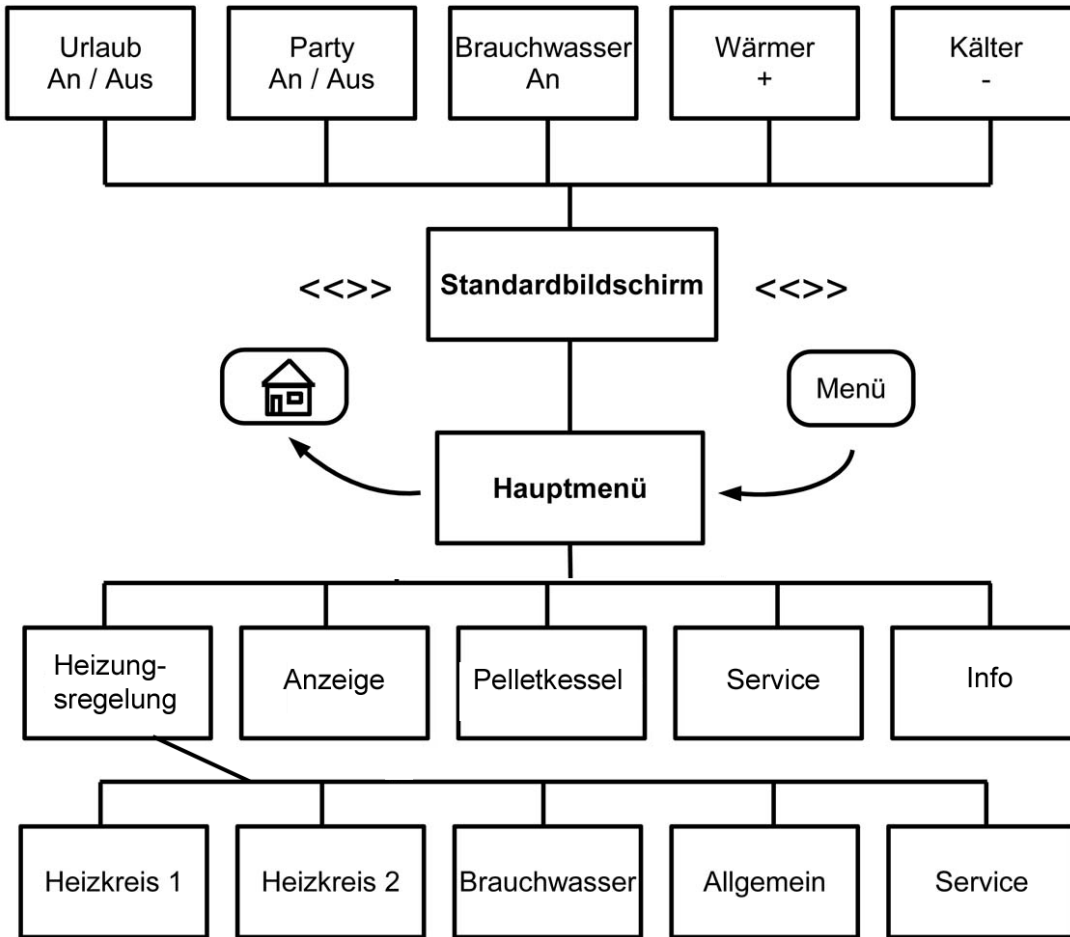 Urlaub
An / Aus
Party
An / Aus
Brauchwasser
An
Wärmer
+
Kälter
-
<<>>
Standardbildschirm
<<>>
Menü
Hauptmenü
Heizung-
sregelung
Anzeige
Pelletkessel
Service
Info
Heizkreis 1
Heizkreis 2
Brauchwasser
Allgemein
Service